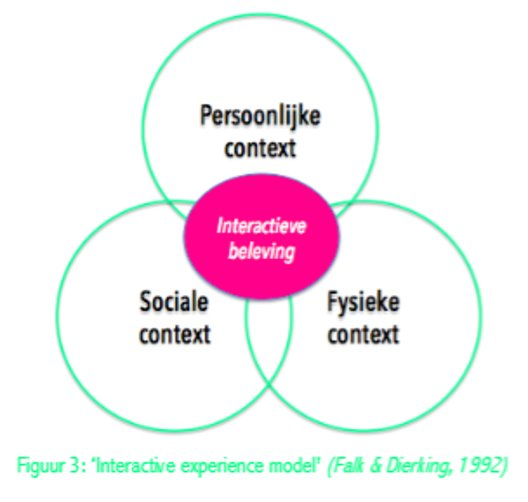 Persoonlijke
context
Interactieve
beleving
Sociale
context
Fysieke
context
Figuur 3: 'Interactive experience model' (Falk & Dierking, 1992)